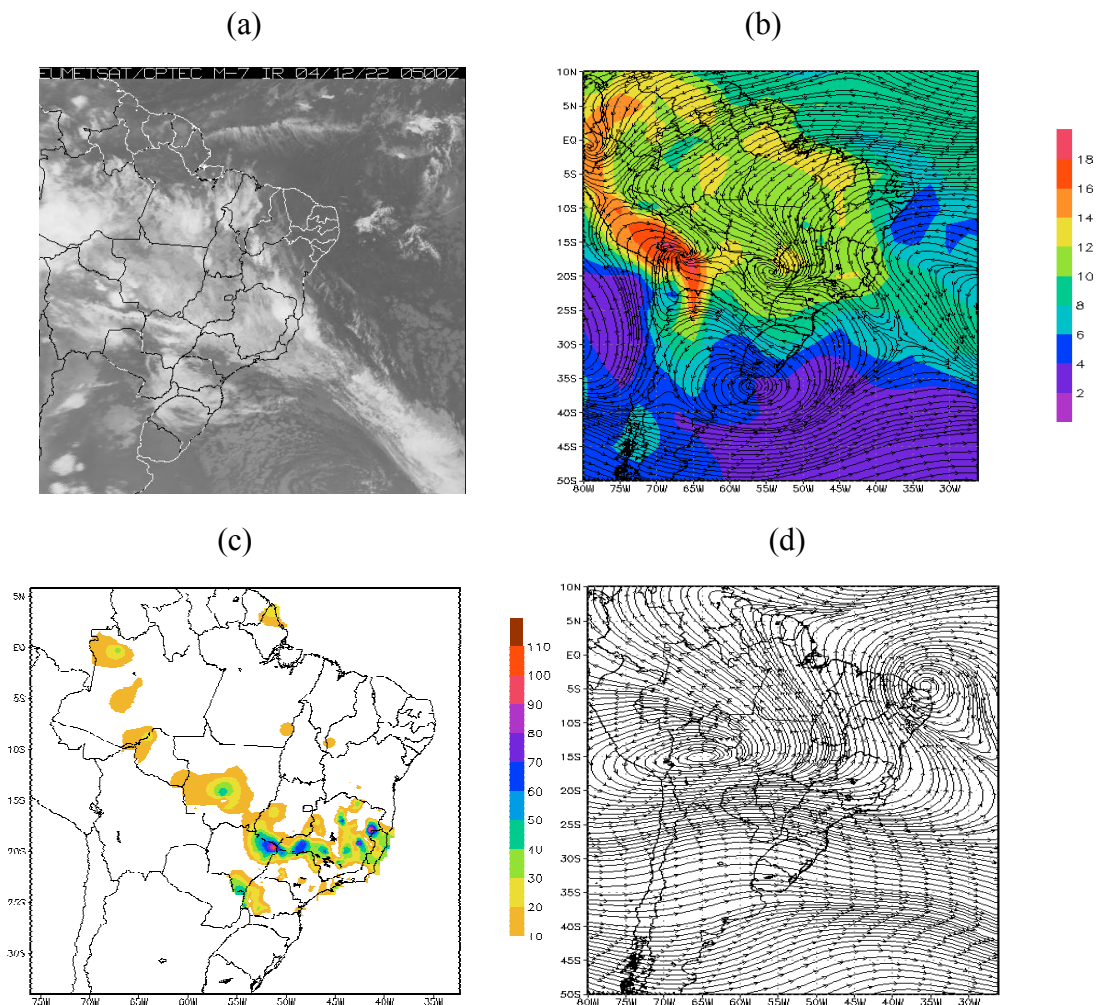 (a)
(b)
EUMETSAT/CPTEC M-7 IR 04/12/22 0500Z
10N
5N
EQ
5S
10S
15S
20S
25S
30S
35S
40S
45S
50S
80W 75W 70W 65W 60W 55W 50W 45W 40W 35W 30W
18
16
14
12
10
8
6
4
2
(c)
(d)
5N
EQ
5S
10S
15S
20S
25S
30S
75W 70W 65W 60W 55W 50W 45W 40W 35W
110
100
90
80
70
60
50
40
30
20
10
10N
5N
EQ
5S
10S
15S
20S
25S
30S
35S
40S
45S
50S
80W 75W 70W 65W 60W 55W 50W 45W 40W 35W 30W